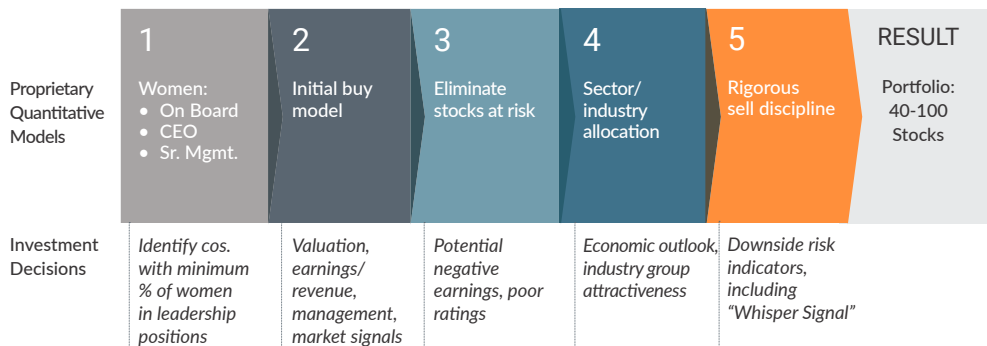 1
2
3
4
5
RESULT
Proprietary
Quantitative
Models
Women:
• On Board
• CEO
• Sr. Mgmt.
Initial buy
model
Eliminate
stocks at risk
Sector/
industry
allocation
Rigorous
sell discipline
Portfolio:
40-100
Stocks
Investment
Decisions
Identify cos.
with minimum
% of women
in leadership
positions
Valuation,
earnings/
revenue,
management,
market signals
Potential
negative
earnings, poor
ratings
Economic outlook,
industry group
attractiveness
Downside risk
indicators,
including
“Whisper Signal”